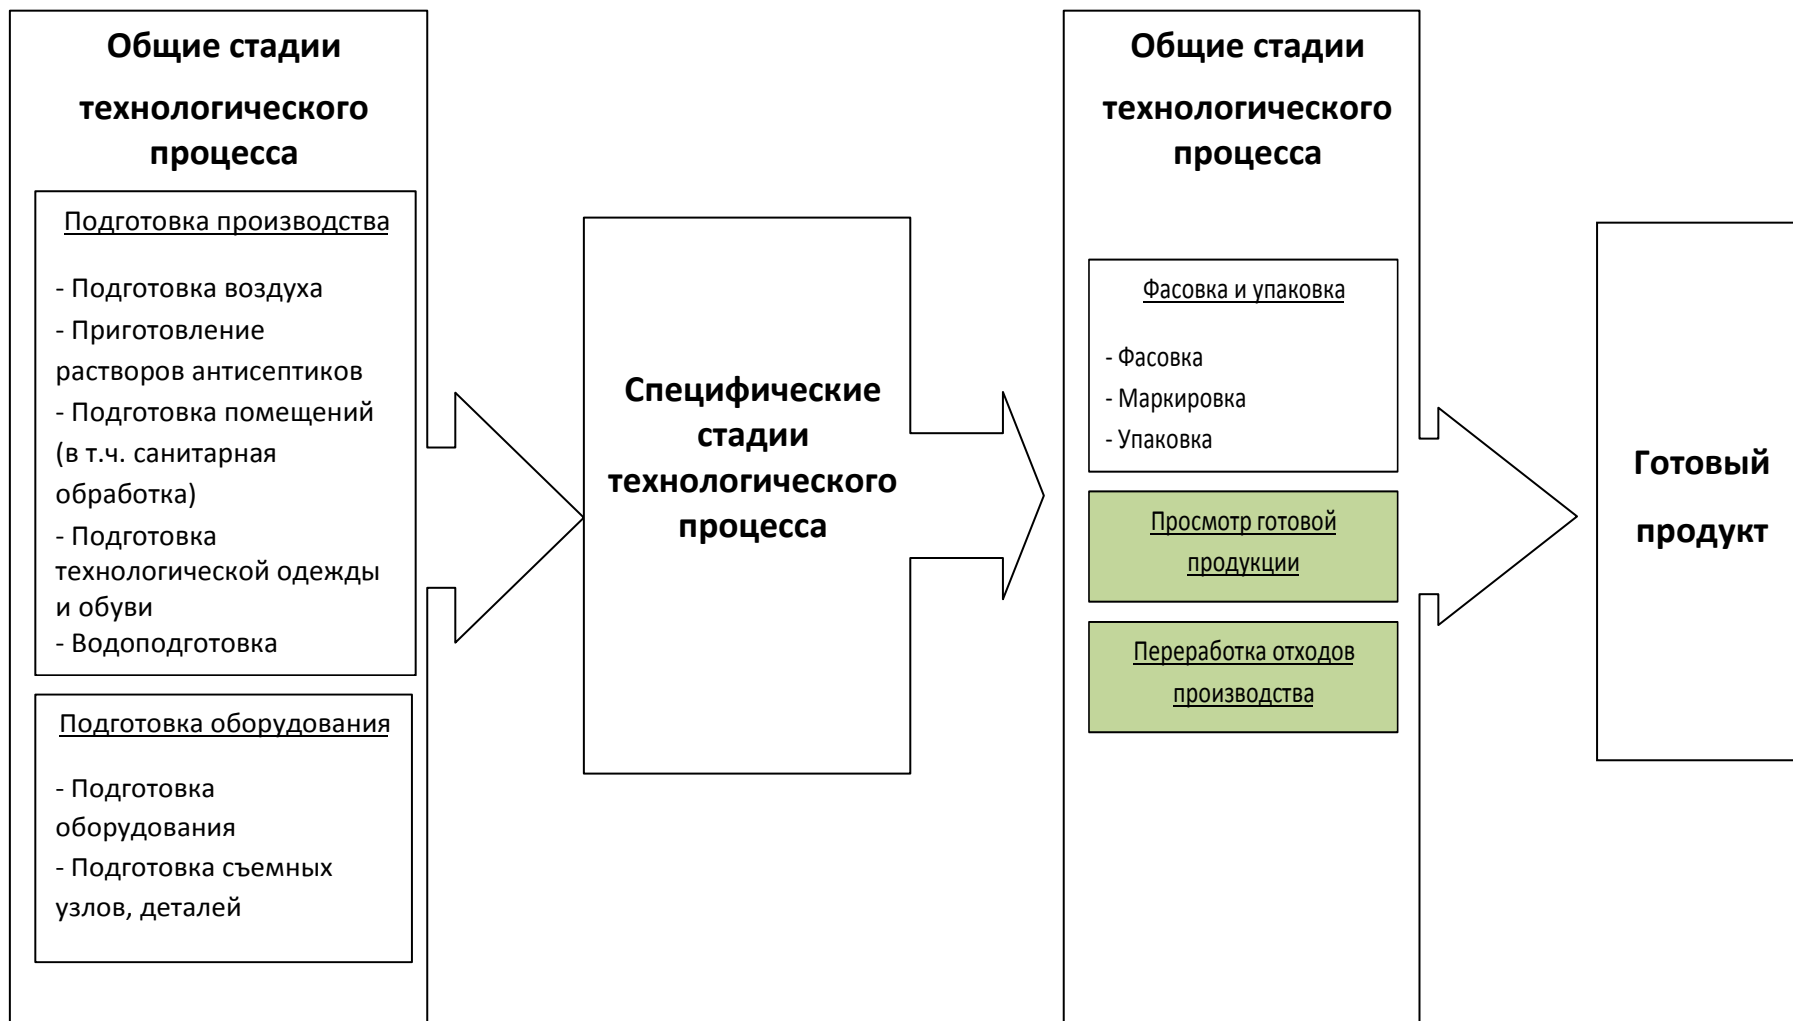 Общие стадии
технологического
процесса
Подготовка производства
- Подготовка воздуха
- Приготовление
растворов антисептиков
- Подготовка помещений
(в т.ч. санитарная
обработка)
- Подготовка
технологической одежды
и обуви
- Водоподготовка
Подготовка оборудования
- Подготовка
оборудования
- Подготовка съемных
узлов, деталей
Специфические
стадии
технологического
процесса
Общие стадии
технологического
процесса
Фасовка и упаковка
- Фасовка
- Маркировка
- Упаковка
Просмотр готовой
продукции
Переработка отходов
производства
Готовый
продукт